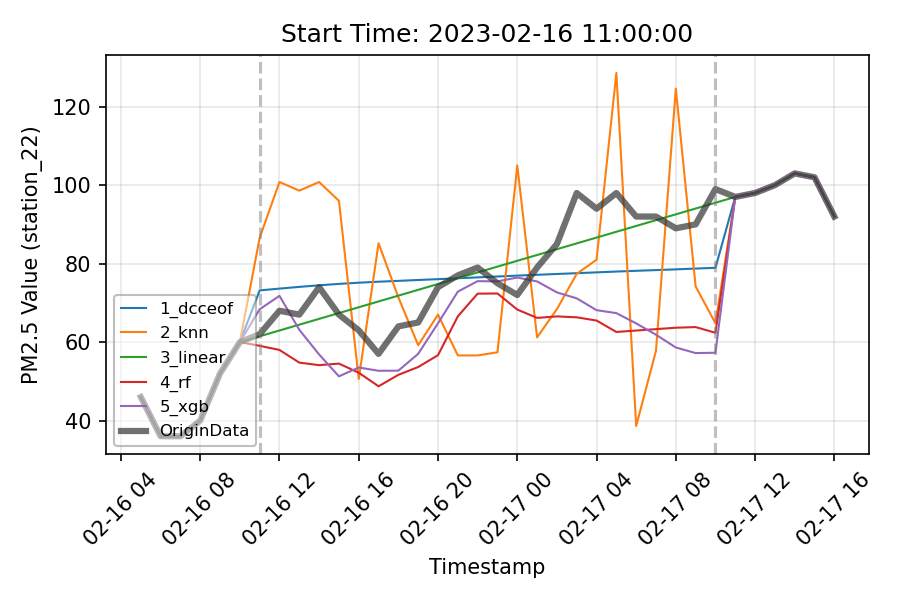 Start Time: 2023-02-16 11:00:00
PM2.5 Value (station_22)
120
100
80
60
40
1_dcceof
2_knn
3_linear
4_rf
5_xgb
OriginData
02-16 04
02-16 08
02-16 12
02-16 16
02-16 20
02-17 00
02-17 04
02-17 08
02-17 12
02-17 16
Timestamp